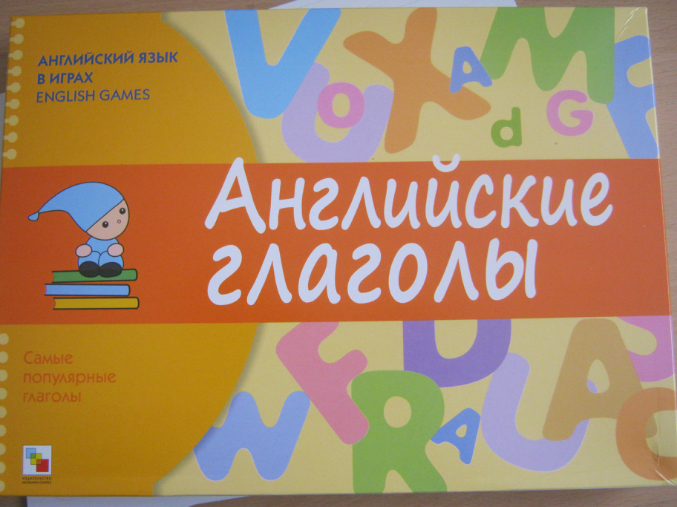 АНГЛИЙСКИЙ ЯЗЫК
В ИГРАХ
ENGLISH GAMES
V O U X A M F d G
Английские
глаголы
Самые
популярные
глаголы
F D U A S
W R A L A C